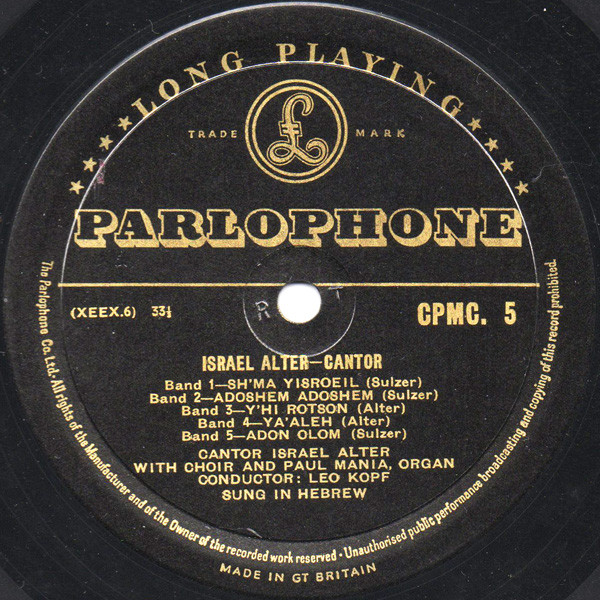 LONG PLAYING
TRADE MARK
£
PARLOPHONE
(XEEX.6) 33⅓
R T
CPMC. 5
ISRAEL ALTER—CANTOR
Band 1—SH'MA YISROEIL (Sulzer)
Band 2—ADOSHEM ADOSHEM (Sulzer)
Band 3—Y'HI ROTSON (Alter)
Band 4—YA'ALEH (Alter)
Band 5—ADON OLOM (Sulzer)
CANTOR ISRAEL ALTER
WITH CHOIR AND PAUL MANIA, ORGAN
CONDUCTOR: LEO KOPF
SUNG IN HEBREW
The Parlophone Co. Ltd. All rights of the Manufacturer and of the Owner of the recorded work reserved · Unauthorised public performance broadcasting and copying of this record prohibited.
MADE IN GT BRITAIN